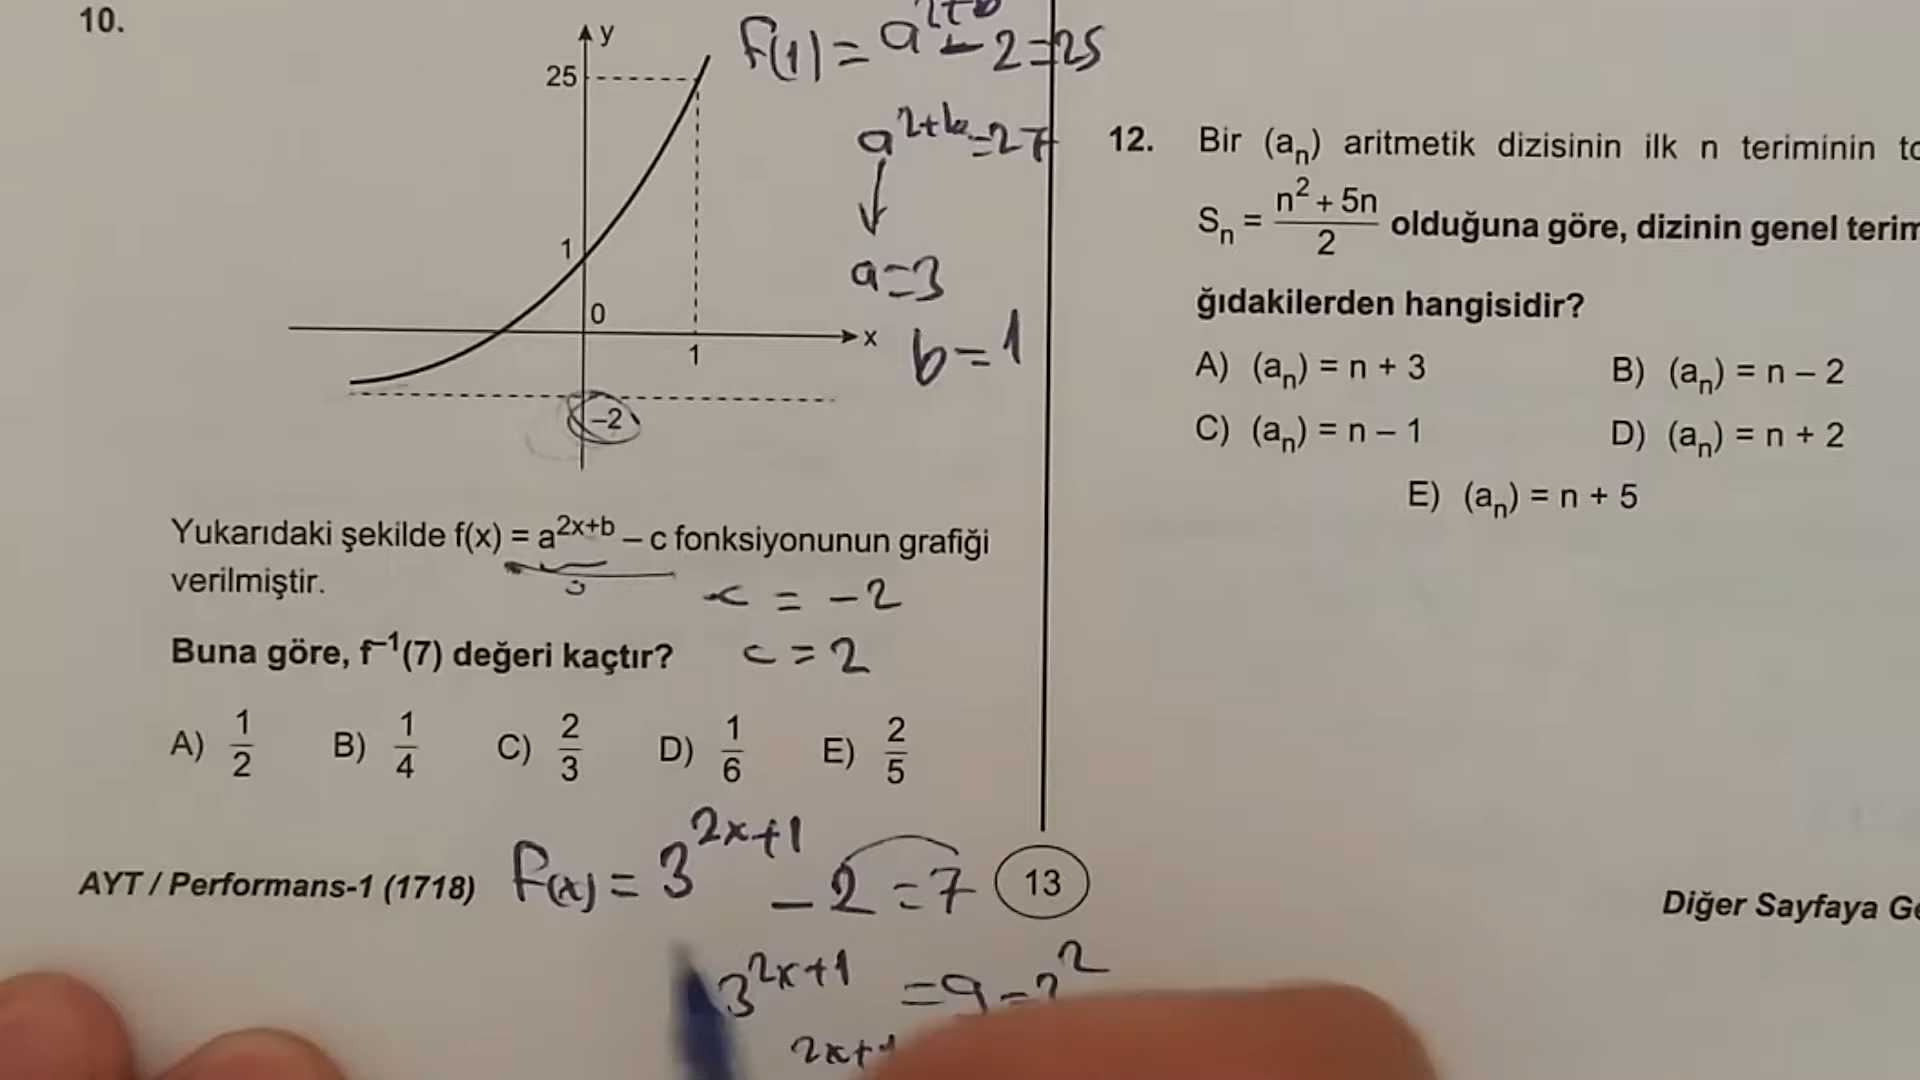 10.
y
25
1
0
x
1
–2
F(1) = a^2+b – 2 = 25
a^2+b = 27
a = 3
b = 1
Yukarıdaki şekilde f(x) = a^2x+b – c fonksiyonunun grafiği
verilmiştir.
-c = -2
Buna göre, f^–1(7) değeri kaçtır?
c = 2
A) 1/2 B) 1/4 C) 2/3 D) 1/6 E) 2/5
F(x) = 3^2x+1 – 2 = 7
3^2x+1 = 9 = 3^2
AYT / Performans-1 (1718)
13
12. Bir (a_n) aritmetik dizisinin ilk n teriminin
S_n = (n^2 + 5n)/2 olduğuna göre, dizinin genel terim
ğıdakilerden hangisidir?
A) (a_n) = n + 3 B) (a_n) = n – 2
C) (a_n) = n – 1 D) (a_n) = n + 2
E) (a_n) = n + 5
Diğer Sayfaya